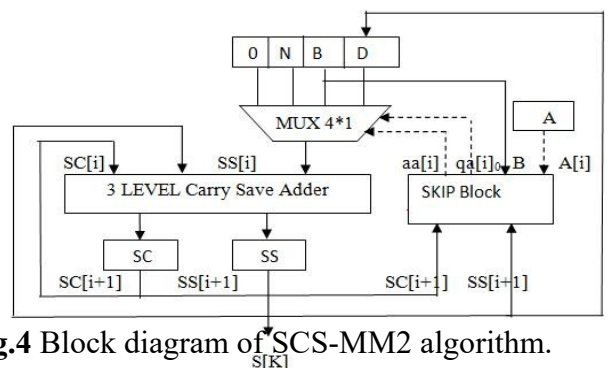 0 N B D
MUX 4*1
A
SC[i] SS[i] aa[i] qa[i]₀ B A[i]
3 LEVEL Carry Save Adder SKIP Block
SC SS
SC[i+1] SS[i+1] SC[i+1] SS[i+1]
g.4 Block diagram of SCS-MM2 algorithm.
S[K]